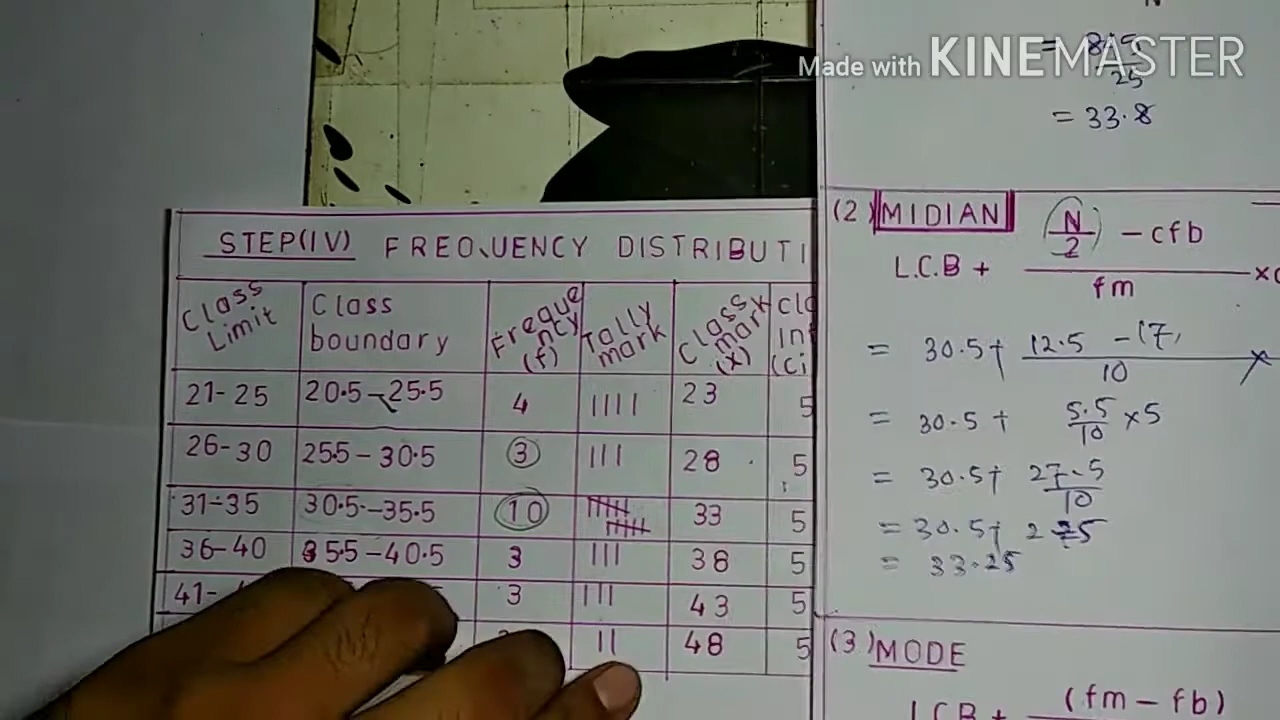 Made with KINEMASTER
25
= 33.8
STEP(IV) FREQUENCY DISTRIBUTI
Class Limit Class boundary Frequency (f) Tally mark Class mark (x)
21-25 20.5-25.5 4 |||| 23 5
26-30 255-30.5 3 ||| 28 5
31-35 30.5-35.5 10 33 5
36-40 35.5-40.5 3 ||| 38 5
41- 3 ||| 43 5
|| 48 5
(2) MIDIAN
L.C.B + N/2 - cfb
fm
= 30.5+ 12.5 -(7,
10 ×
= 30.5+ 5.5/10 ×5
= 30.5+ 27.5/10
= 30.5+ 2.75
= 33.25
(3) MODE
L.C.B + (fm - fb)